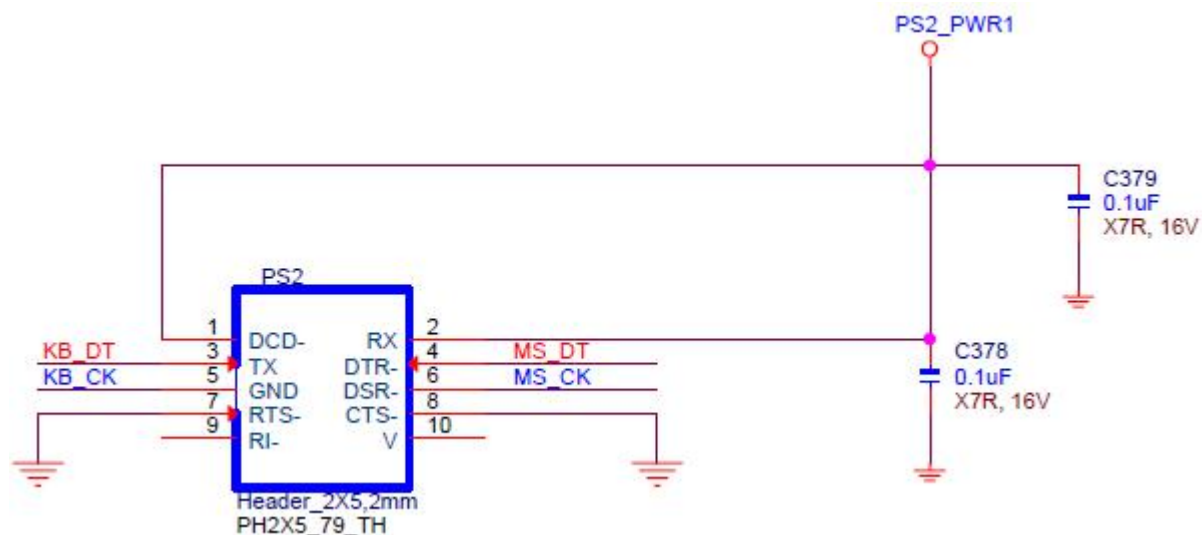 PS2_PWR1
C379
0.1uF
X7R, 16V
PS2
1 DCD- RX 2
KB_DT 3 TX DTR- 4 MS_DT
KB_CK 5 GND DSR- 6 MS_CK
7 RTS- CTS- 8
9 RI- V 10
C378
0.1uF
X7R, 16V
Header_2X5,2mm
PH2X5_79_TH